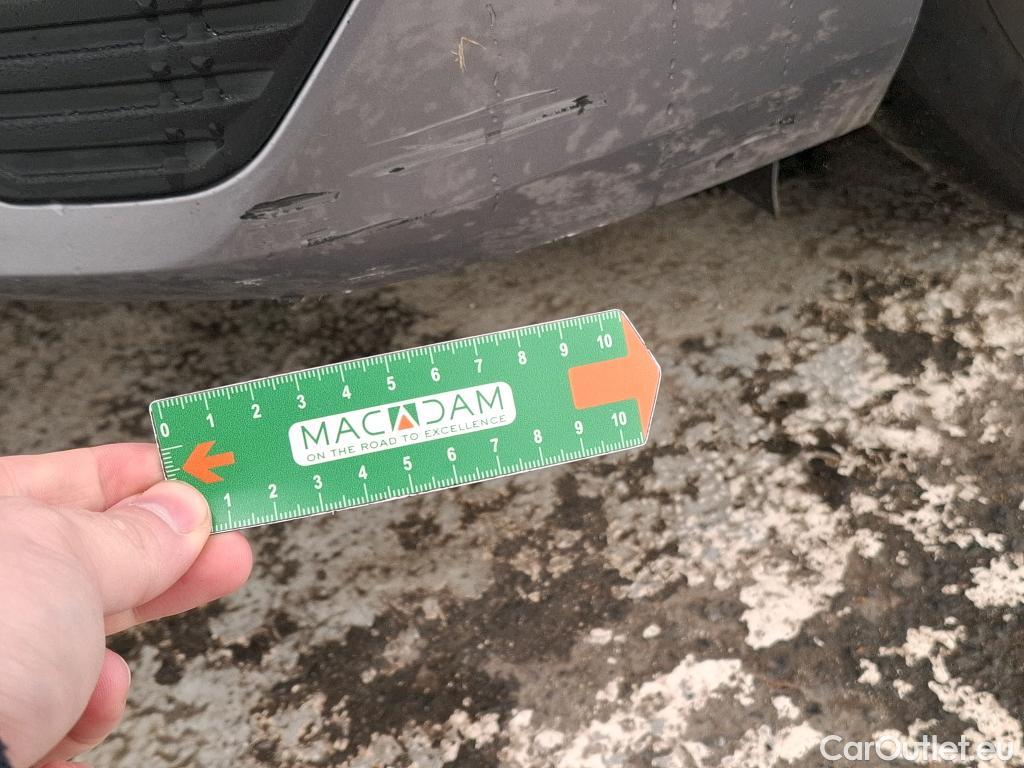 0 1 2 3 4 5 6 7 8 9 10
MACADAM
ON THE ROAD TO EXCELLENCE
1 2 3 4 5 6 7 8 9 10
CarOutlet.eu